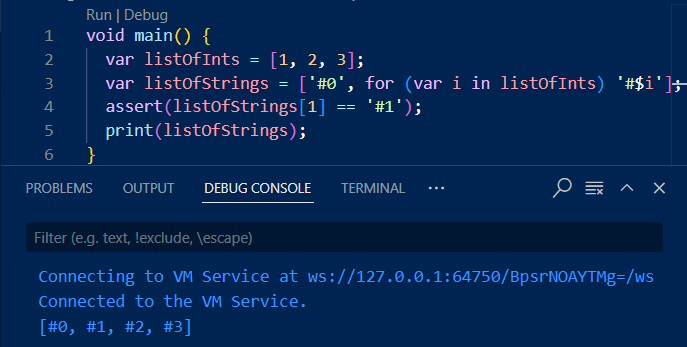 Run | Debug
1 void main() {
2   var listOfInts = [1, 2, 3];
3   var listOfStrings = ['#0', for (var i in listOfInts) '#$i'];
4   assert(listOfStrings[1] == '#1');
5   print(listOfStrings);
6 }
PROBLEMS OUTPUT DEBUG CONSOLE TERMINAL ···
Filter (e.g. text, !exclude, \escape)
Connecting to VM Service at ws://127.0.0.1:64750/BpsrNOAYTMg=/ws
Connected to the VM Service.
[#0, #1, #2, #3]